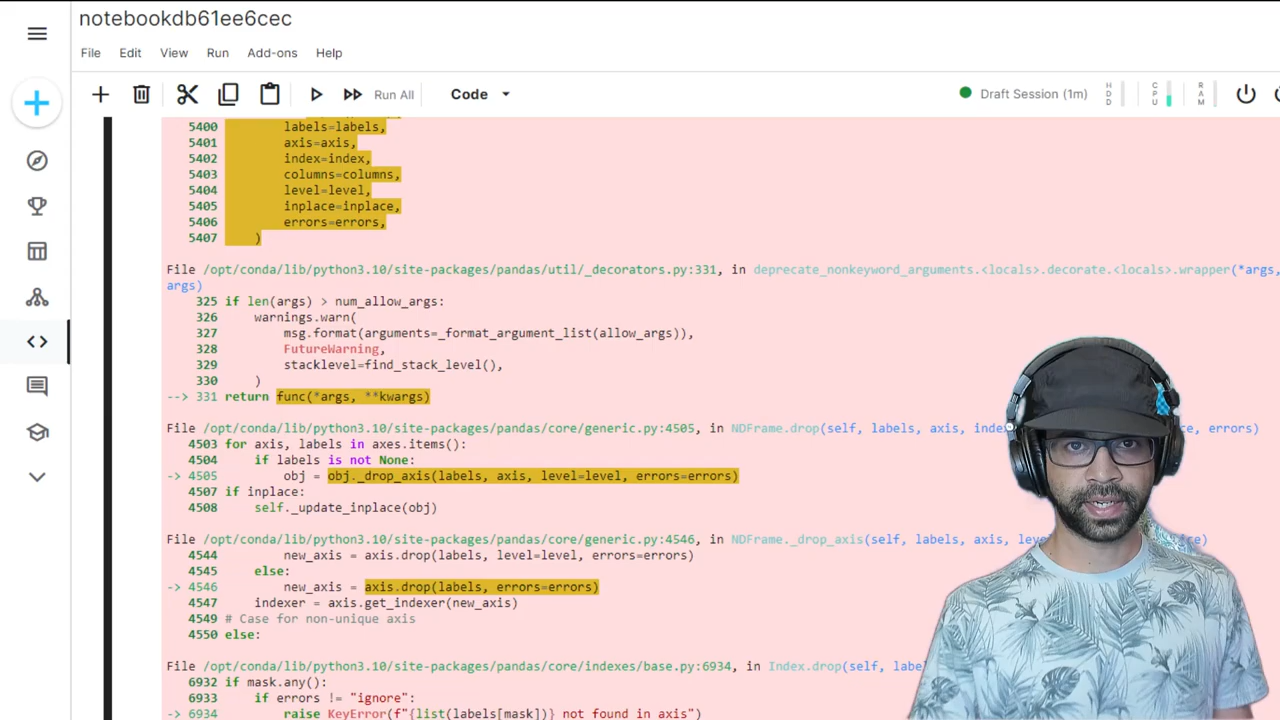 notebookdb61ee6cec
File Edit View Run Add-ons Help
Run All Code Draft Session (1m) HDD CPU RAM
5400 labels=labels,
5401 axis=axis,
5402 index=index,
5403 columns=columns,
5404 level=level,
5405 inplace=inplace,
5406 errors=errors,
5407 )
File /opt/conda/lib/python3.10/site-packages/pandas/util/_decorators.py:331, in deprecate_nonkeyword_arguments.<locals>.decorate.<locals>.wrapper(*args,
args)
325 if len(args) > num_allow_args:
326 warnings.warn(
327 msg.format(arguments=_format_argument_list(allow_args)),
328 FutureWarning,
329 stacklevel=find_stack_level(),
330 )
--> 331 return func(*args, **kwargs)
File /opt/conda/lib/python3.10/site-packages/pandas/core/generic.py:4505, in NDFrame.drop(self, labels, axis, errors)
4503 for axis, labels in axes.items():
4504 if labels is not None:
-> 4505 obj = obj._drop_axis(labels, axis, level=level, errors=errors)
4507 if inplace:
4508 self._update_inplace(obj)
File /opt/conda/lib/python3.10/site-packages/pandas/core/generic.py:4546, in NDFrame._drop_axis(self, labels, axis,
4544 new_axis = axis.drop(labels, level=level, errors=errors)
4545 else:
-> 4546 new_axis = axis.drop(labels, errors=errors)
4547 indexer = axis.get_indexer(new_axis)
4549 # Case for non-unique axis
4550 else:
File /opt/conda/lib/python3.10/site-packages/pandas/core/indexes/base.py:6934, in Index.drop(self,
6932 if mask.any():
6933 if errors != "ignore":
-> 6934 raise KeyError(f"{list(labels[mask])} not found in axis")